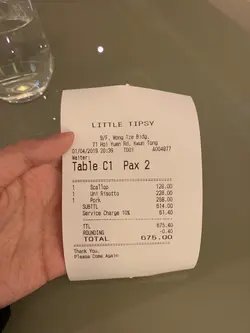 LITTLE TIPSY
9/F, Wong Tze Bldg.
71 Hoi Yuen Rd, Kwun Tong
01/04/2019 20:39 TD01 A004877
Waiter:
Table C1 Pax 2
1 Scallop 128.00
1 Uni Risotto 228.00
1 Pork 258.00
SUBTTL 614.00
Service Charge 10% 61.40
TTL 675.40
ROUNDING -0.40
TOTAL 675.00
Thank You,
Please Come Again